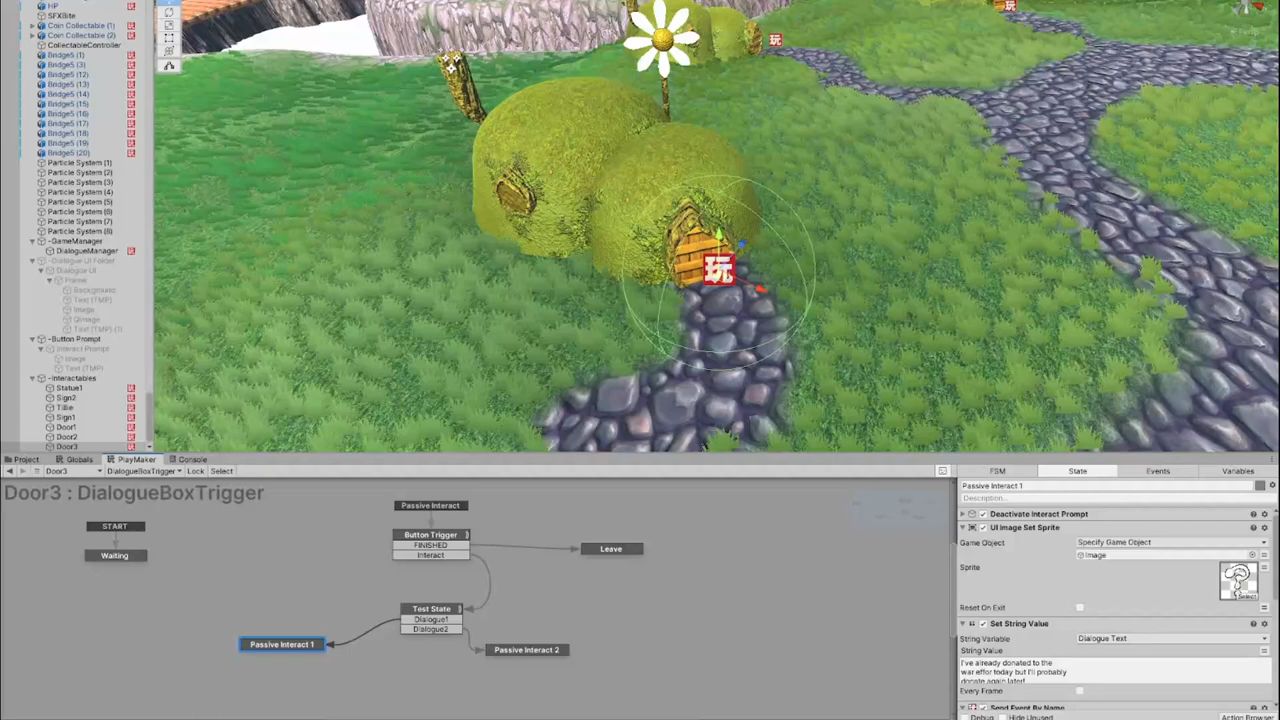 HP
SFXBite
Coin Collectable (1)
Coin Collectable (2)
CollectableController
Bridge5 (1)
Bridge5 (3)
Bridge5 (12)
Bridge5 (13)
Bridge5 (14)
Bridge5 (15)
Bridge5 (16)
Bridge5 (17)
Bridge5 (18)
Bridge5 (19)
Bridge5 (20)
Particle System (1)
Particle System (2)
Particle System (3)
Particle System (4)
Particle System (5)
Particle System (6)
Particle System (7)
Particle System (8)
-GameManager
DialogueManager
-Dialogue UI Folder
Dialogue UI
Frame
Background
Text (TMP)
Image
QImage
Text (TMP) (1)
-Button Prompt
Interact Prompt
Image
Text (TMP)
-Interactables
Statue1
Sign2
Tillie
Sign1
Door1
Door2
Door3
玩
玩
玩
Project
Globals
PlayMaker
Console
Door3
DialogueBoxTrigger
Lock
Select
Door3 : DialogueBoxTrigger
START
Waiting
Passive Interact
Button Trigger
FINISHED
Interact
Leave
Test State
Dialogue1
Dialogue2
Passive Interact 1
Passive Interact 2
FSM
State
Events
Variables
Passive Interact 1
Description...
Deactivate Interact Prompt
UI Image Set Sprite
Game Object
Specify Game Object
Image
Sprite
Select
Reset On Exit
Set String Value
String Variable
Dialogue Text
String Value
I've already donated to the
war effor today but I'll probably
donate again later!
Every Frame
Send Event By Name
Debug
Hide Unused
Action Browser